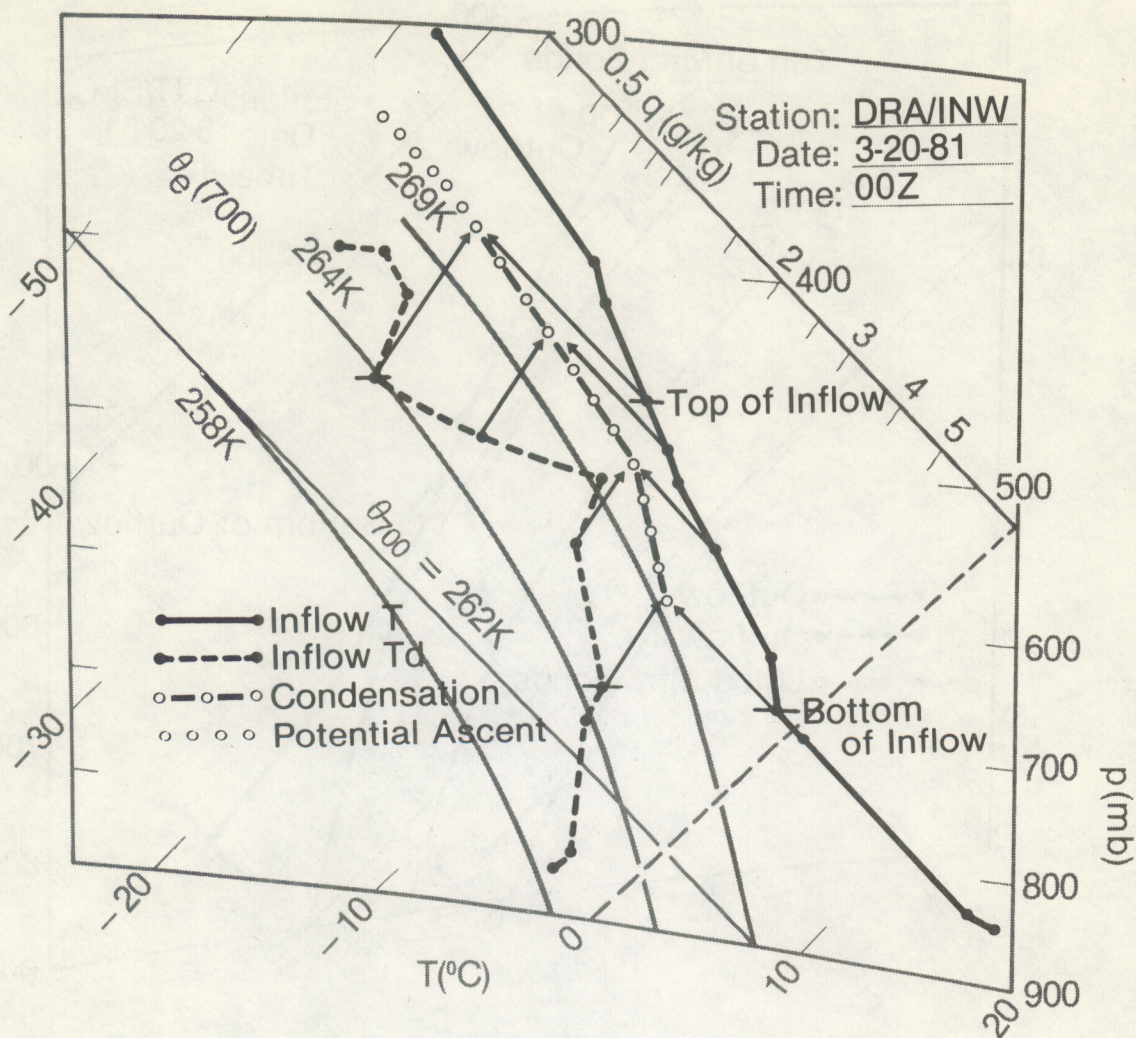 300
0.5 q (g/kg)
Station: DRA/INW
Date: 3-20-81
Time: 00Z
θe(700)
269K
264K
258K
2
400
3
4
5
500
Top of Inflow
θ700 = 262K
Inflow T
Inflow Td
Condensation
Potential Ascent
Bottom
of Inflow
600
700
800
900
p(mb)
-50
-40
-30
-20
-10
0
10
20
T(ºC)